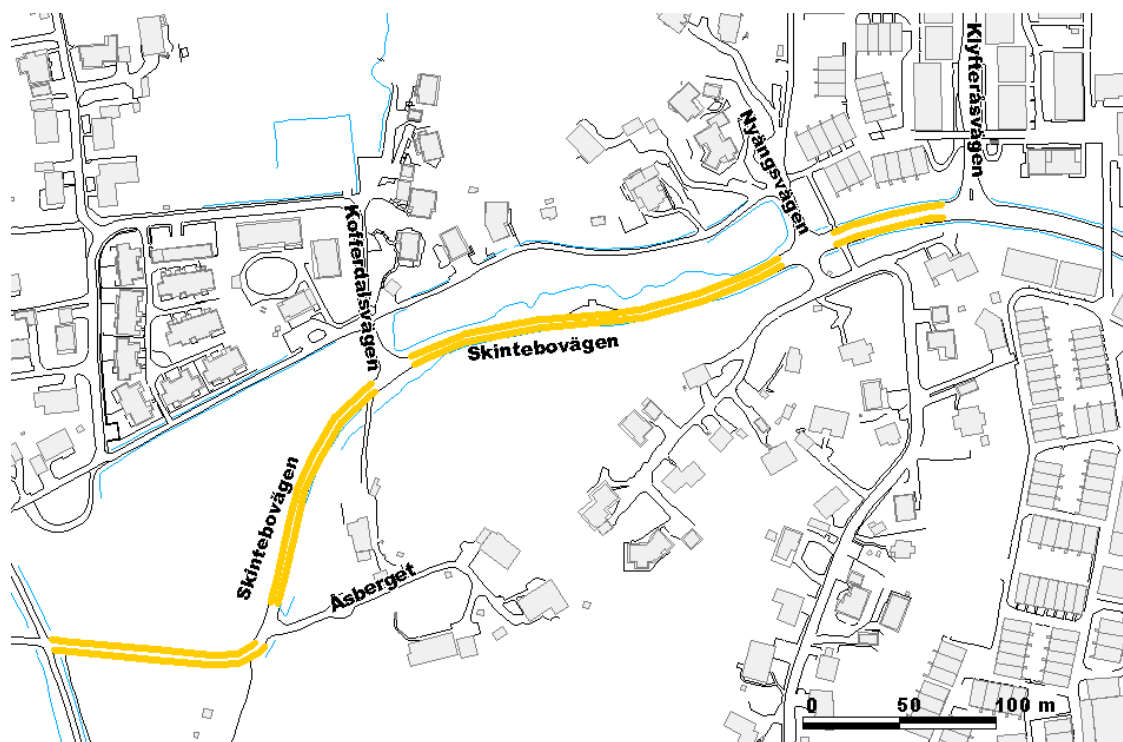 Klyfteråsvägen
Nyängsvägen
Kofferdalsvägen
Skintebovägen
Skintebovägen
Åsberget
0 50 100 m